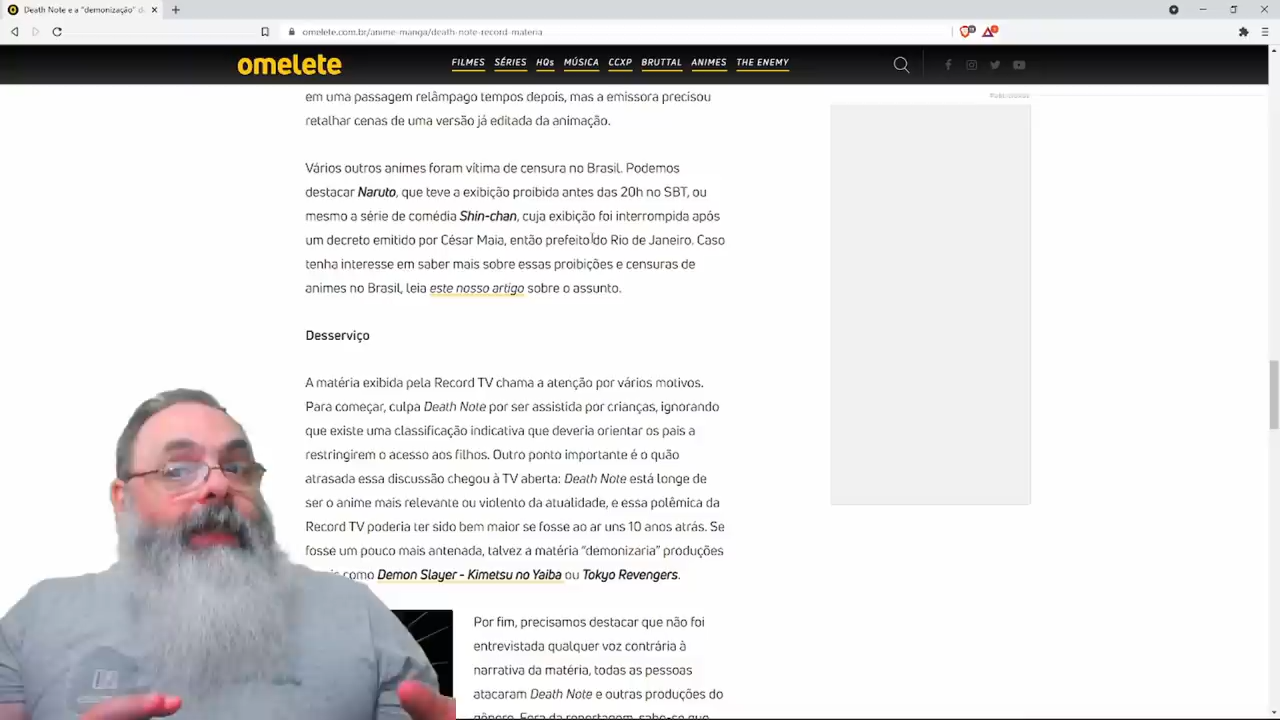 Death Note e a "demonização" d
omelete.com.br/anime-manga/death-note-record-materia
omelete
FILMES SÉRIES HQs MÚSICA CCXP BRUTTAL ANIMES THE ENEMY
em uma passagem relâmpago tempos depois, mas a emissora precisou
retalhar cenas de uma versão já editada da animação.
Vários outros animes foram vítima de censura no Brasil. Podemos
destacar Naruto, que teve a exibição proibida antes das 20h no SBT, ou
mesmo a série de comédia Shin-chan, cuja exibição foi interrompida após
um decreto emitido por César Maia, então prefeito do Rio de Janeiro. Caso
tenha interesse em saber mais sobre essas proibições e censuras de
animes no Brasil, leia este nosso artigo sobre o assunto.
Desserviço
A matéria exibida pela Record TV chama a atenção por vários motivos.
Para começar, culpa Death Note por ser assistida por crianças, ignorando
que existe uma classificação indicativa que deveria orientar os pais a
restringirem o acesso aos filhos. Outro ponto importante é o quão
atrasada essa discussão chegou à TV aberta: Death Note está longe de
ser o anime mais relevante ou violento da atualidade, e essa polêmica da
Record TV poderia ter sido bem maior se fosse ao ar uns 10 anos atrás. Se
fosse um pouco mais antenada, talvez a matéria "demonizaria" produções
como Demon Slayer - Kimetsu no Yaiba ou Tokyo Revengers.
Por fim, precisamos destacar que não foi
entrevistada qualquer voz contrária à
narrativa da matéria, todas as pessoas
atacaram Death Note e outras produções do
gênero. Fora da reportagem, sabe-se que